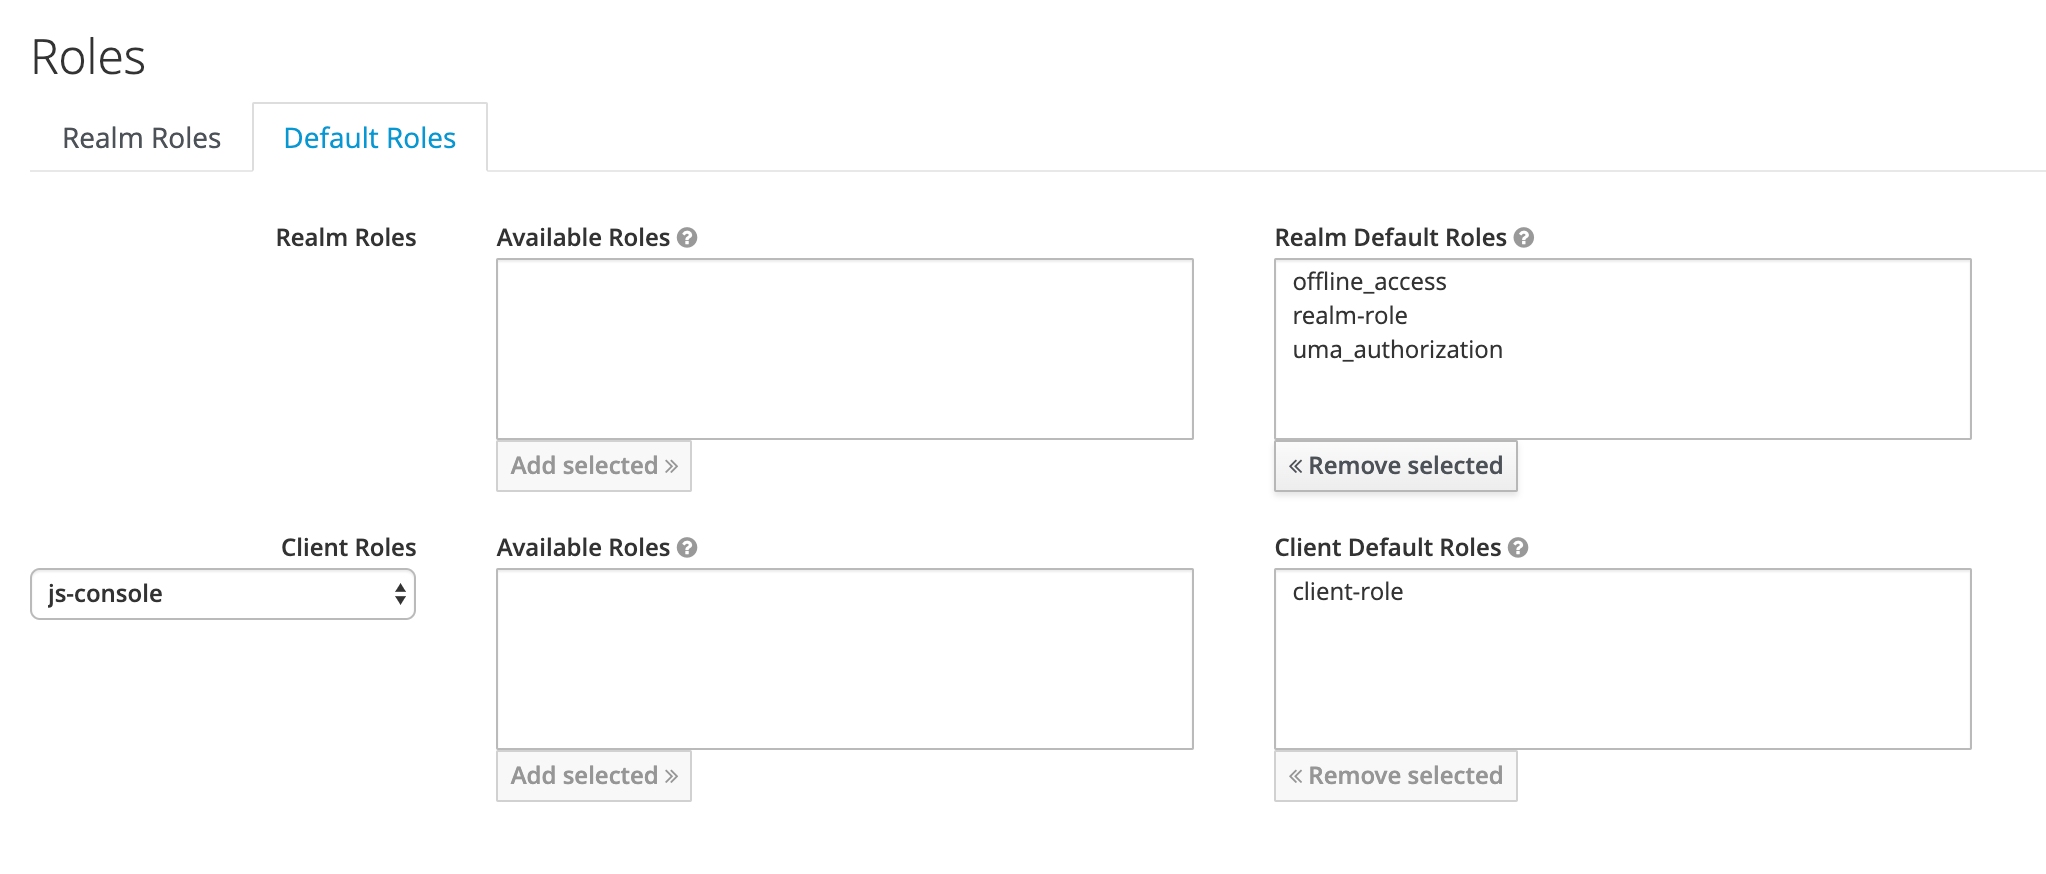 Roles
Realm Roles
Default Roles
Realm Roles
Available Roles
Realm Default Roles
offline_access
realm-role
uma_authorization
Add selected »
« Remove selected
Client Roles
js-console
Available Roles
Client Default Roles
client-role
Add selected »
« Remove selected